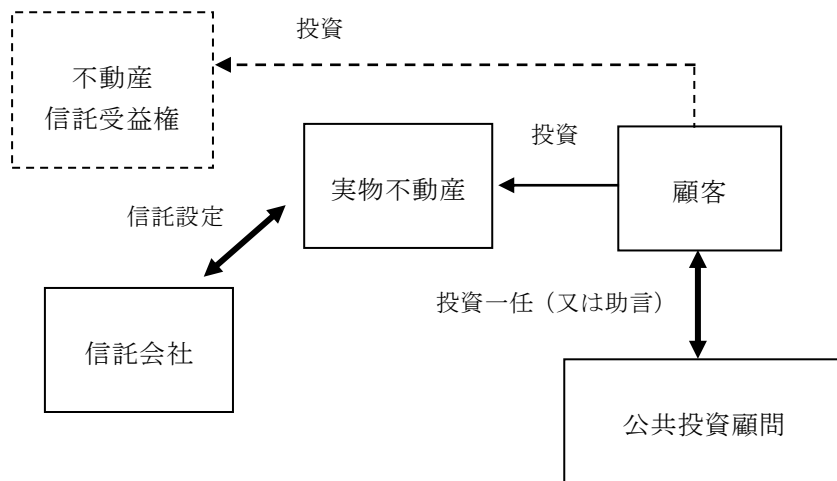 投資
不動産
信託受益権
投資
実物不動産
顧客
信託設定
投資一任（又は助言）
信託会社
公共投資顧問